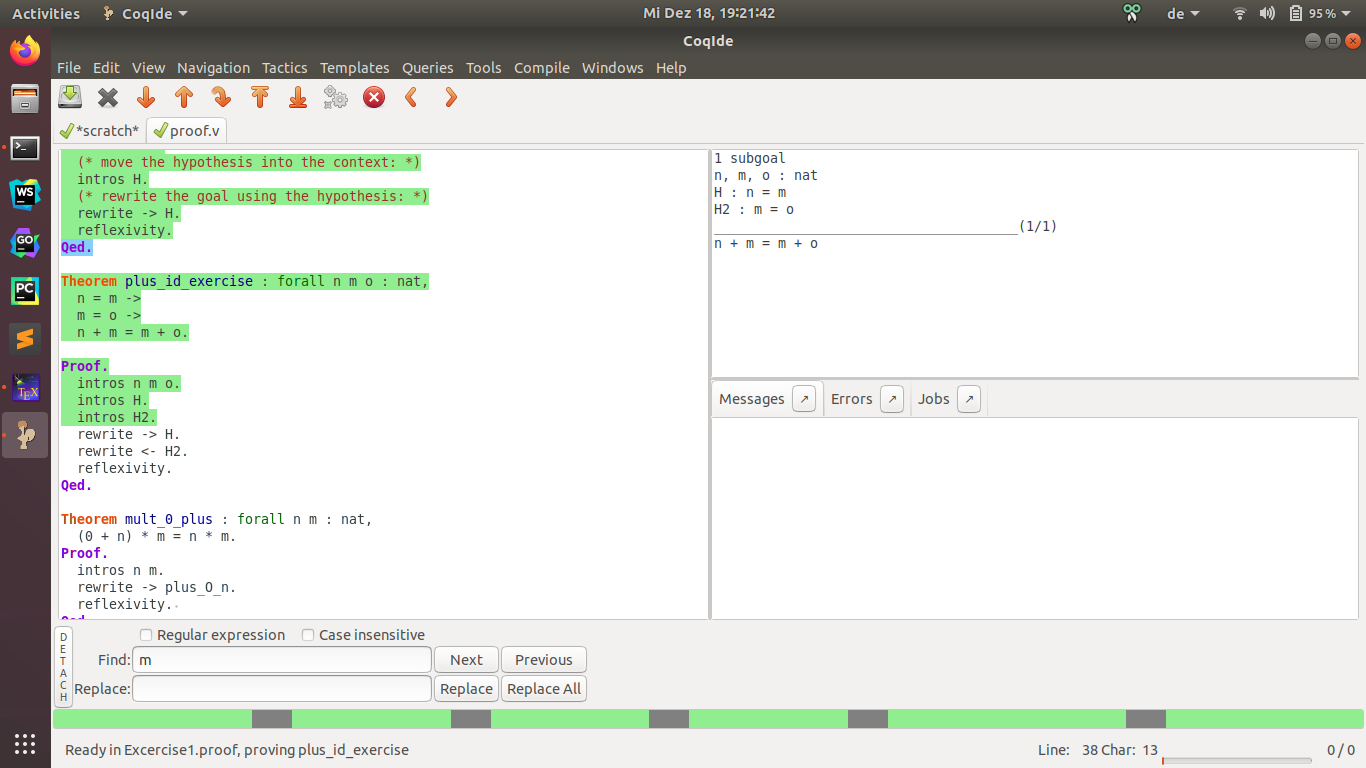 Activities CoqIde Mi Dez 18, 19:21:42 de 95 %
CoqIde
File Edit View Navigation Tactics Templates Queries Tools Compile Windows Help
*scratch* proof.v
(* move the hypothesis into the context: *)
intros H.
(* rewrite the goal using the hypothesis: *)
rewrite -> H.
reflexivity.
Qed.
Theorem plus_id_exercise : forall n m o : nat,
n = m ->
m = o ->
n + m = m + o.
Proof.
intros n m o.
intros H.
intros H2.
rewrite -> H.
rewrite <- H2.
reflexivity.
Qed.
Theorem mult_0_plus : forall n m : nat,
(0 + n) * m = n * m.
Proof.
intros n m.
rewrite -> plus_O_n.
reflexivity.
Qed.
1 subgoal
n, m, o : nat
H : n = m
H2 : m = o
______________________________________(1/1)
n + m = m + o
Messages Errors Jobs
DETACH
Regular expression Case insensitive
Find: m Next Previous
Replace: Replace Replace All
Ready in Excercise1.proof, proving plus_id_exercise Line: 38 Char: 13 0 / 0
WS
GO
PC
TEX